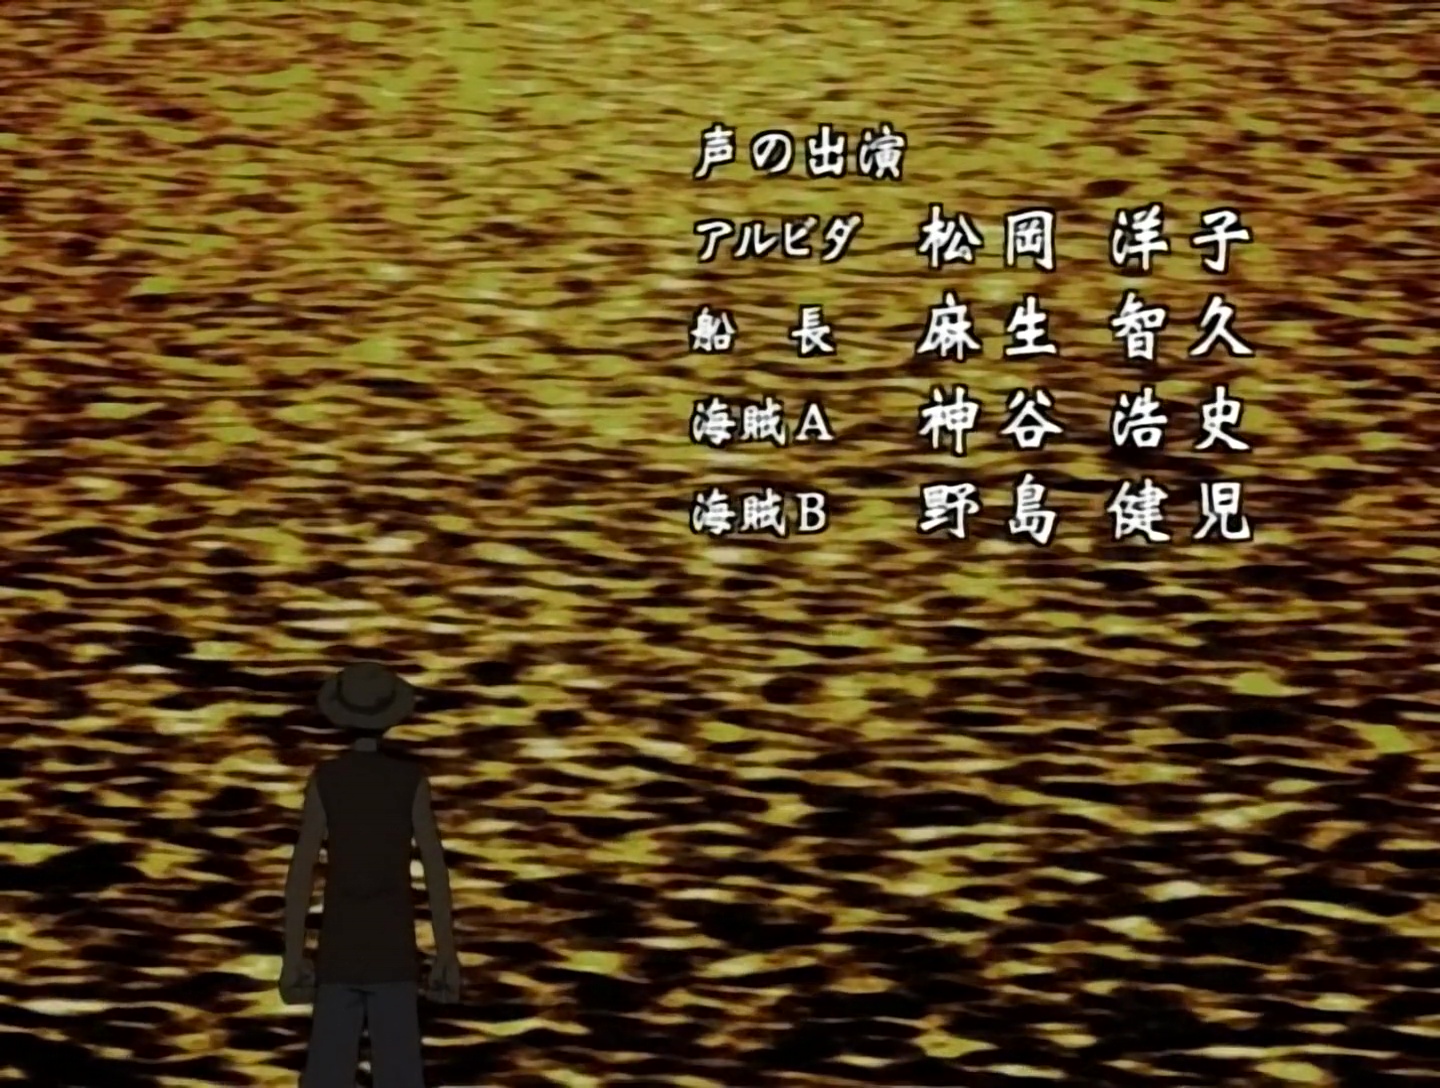 声の出演
アルビダ 松岡 洋子
船 長 麻生 智久
海賊A 神谷 浩史
海賊B 野島 健児